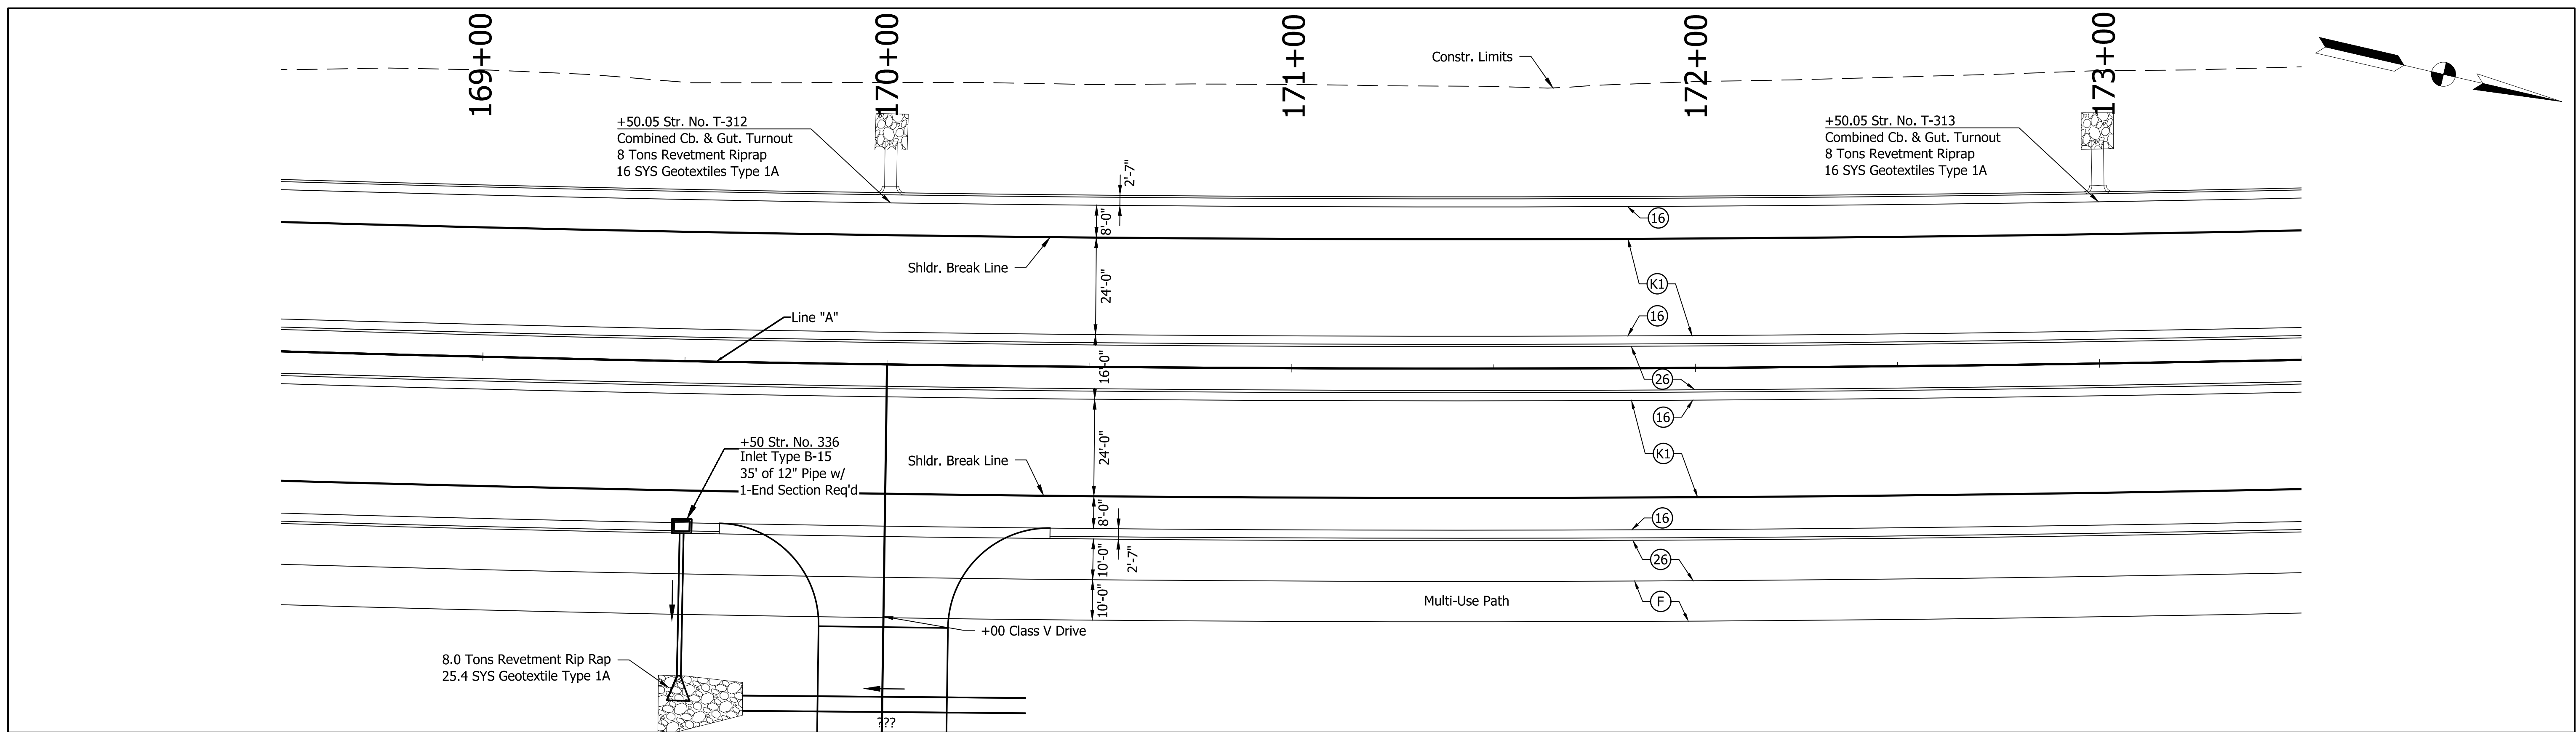 169+00
170+00
171+00
172+00
173+00
Constr. Limits
+50.05 Str. No. T-312
Combined Cb. & Gut. Turnout
8 Tons Revetment Riprap
16 SYS Geotextiles Type 1A
+50.05 Str. No. T-313
Combined Cb. & Gut. Turnout
8 Tons Revetment Riprap
16 SYS Geotextiles Type 1A
2'-7"
8'-0"
16
Shldr. Break Line
24'-0"
K1
Line "A"
16
16'-0"
26
16
+50 Str. No. 336
Inlet Type B-15
35' of 12" Pipe w/
1-End Section Req'd
Shldr. Break Line
24'-0"
K1
8'-0"
16
10'-0"
2'-7"
26
10'-0"
Multi-Use Path
F
+00 Class V Drive
8.0 Tons Revetment Rip Rap
25.4 SYS Geotextile Type 1A
???